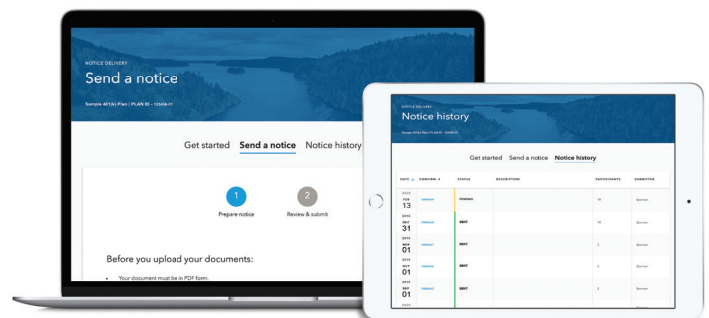 NOTICE DELIVERY
Send a notice
Sample 401(k) Plan | PLAN ID - 123456-01
Get started Send a notice Notice history
1 2
Prepare notice Review & submit
Before you upload your documents:
• Your document must be in PDF form.
NOTICE DELIVERY
Notice history
Get started Send a notice Notice history
DATE CONFIRM # STATUS DESCRIPTION PARTICIPANTS SUBMITTER
FEB
13
PENDING
DEC
31
SENT
NOV
01
SENT
OCT
01
SENT
SEP
01
SENT